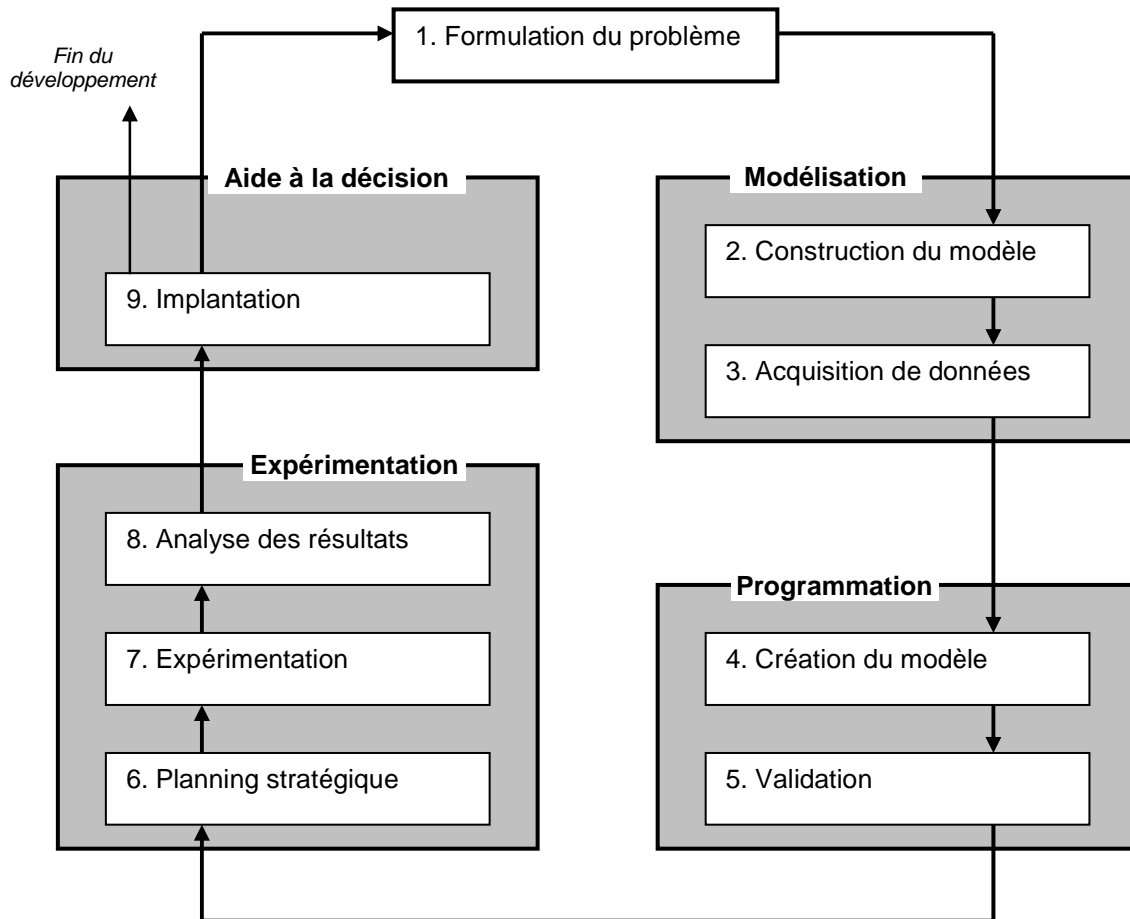 1. Formulation du problème
Fin du
développement
Aide à la décision
9. Implantation
Modélisation
2. Construction du modèle
3. Acquisition de données
Expérimentation
8. Analyse des résultats
7. Expérimentation
6. Planning stratégique
Programmation
4. Création du modèle
5. Validation